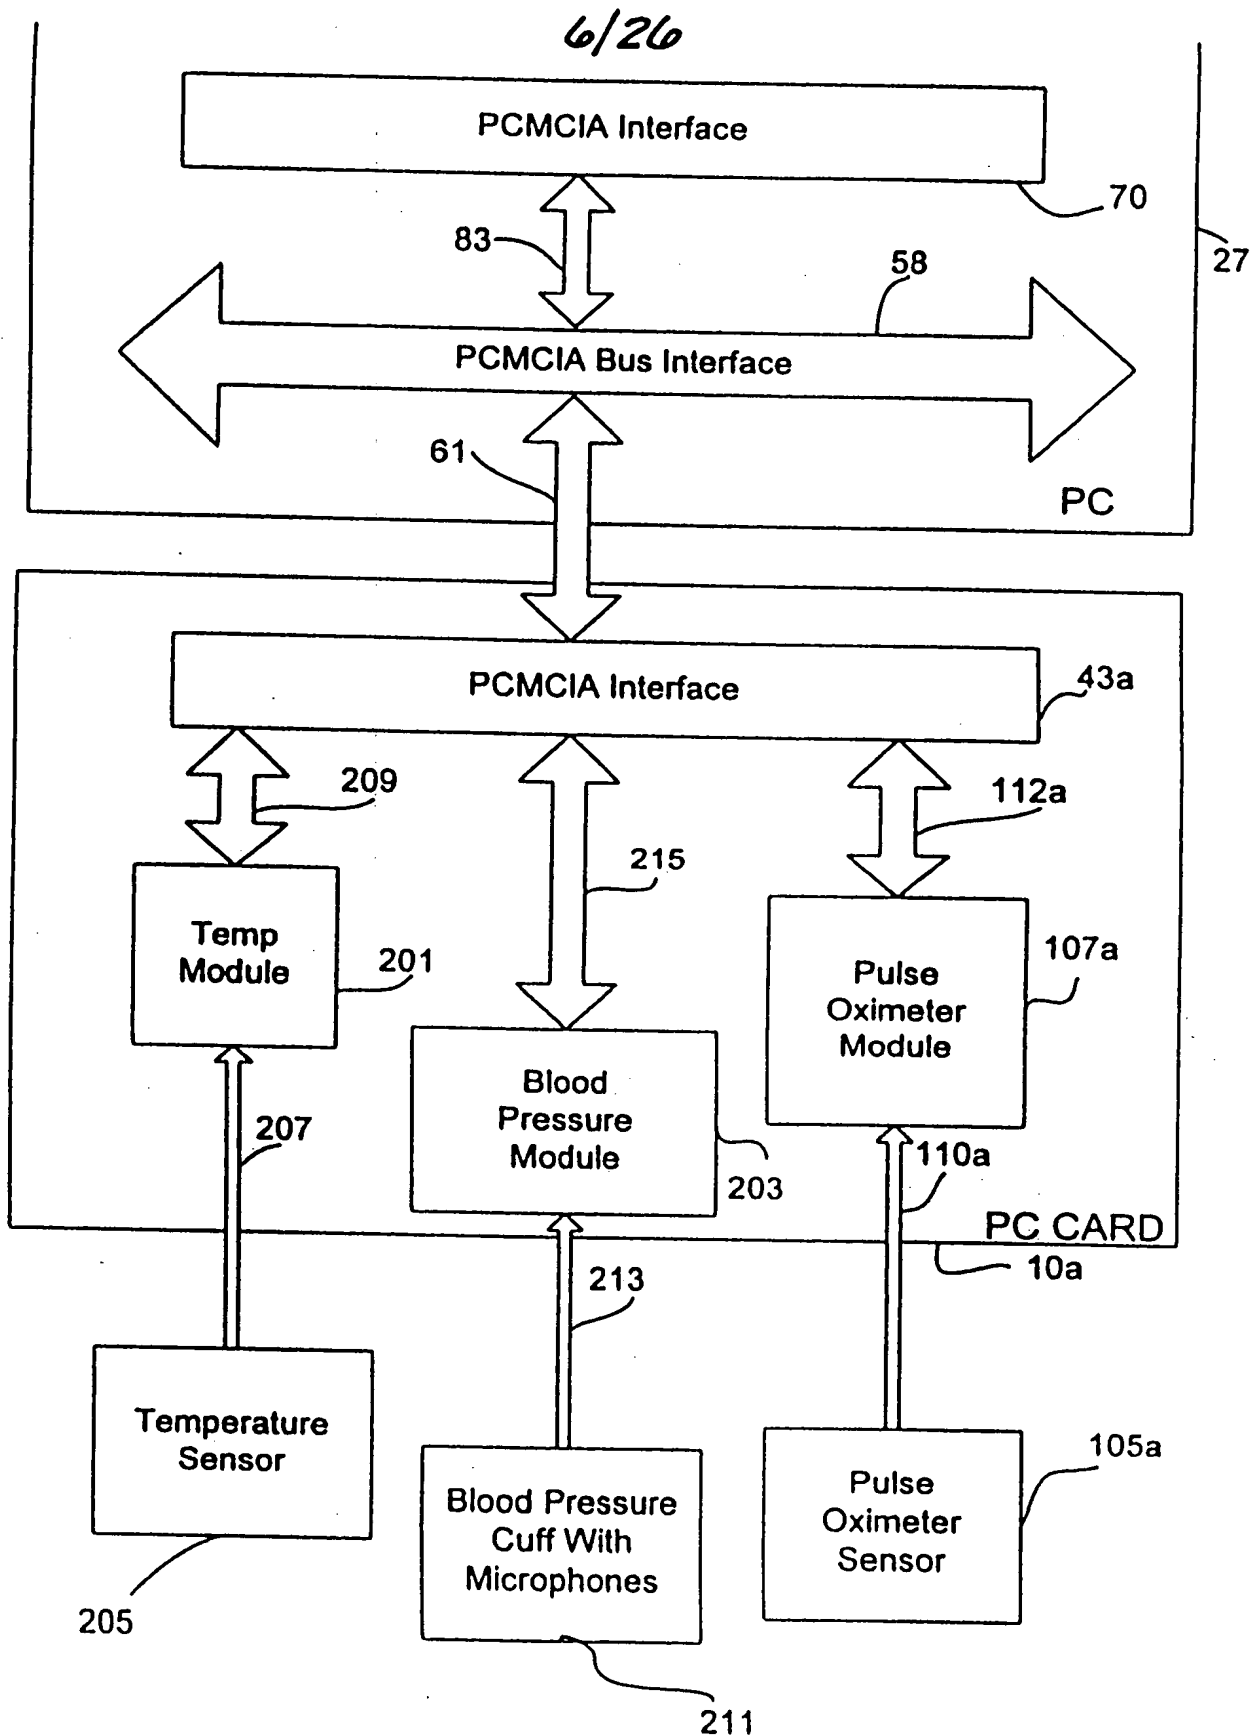 6/26
PCMCIA Interface
70
83
27
58
PCMCIA Bus Interface
61
PC
PCMCIA Interface
43a
209
112a
215
Temp
Module
201
Pulse
Oximeter
Module
107a
Blood
Pressure
Module
203
207
110a
PC CARD
10a
213
Temperature
Sensor
205
Blood Pressure
Cuff With
Microphones
211
Pulse
Oximeter
Sensor
105a